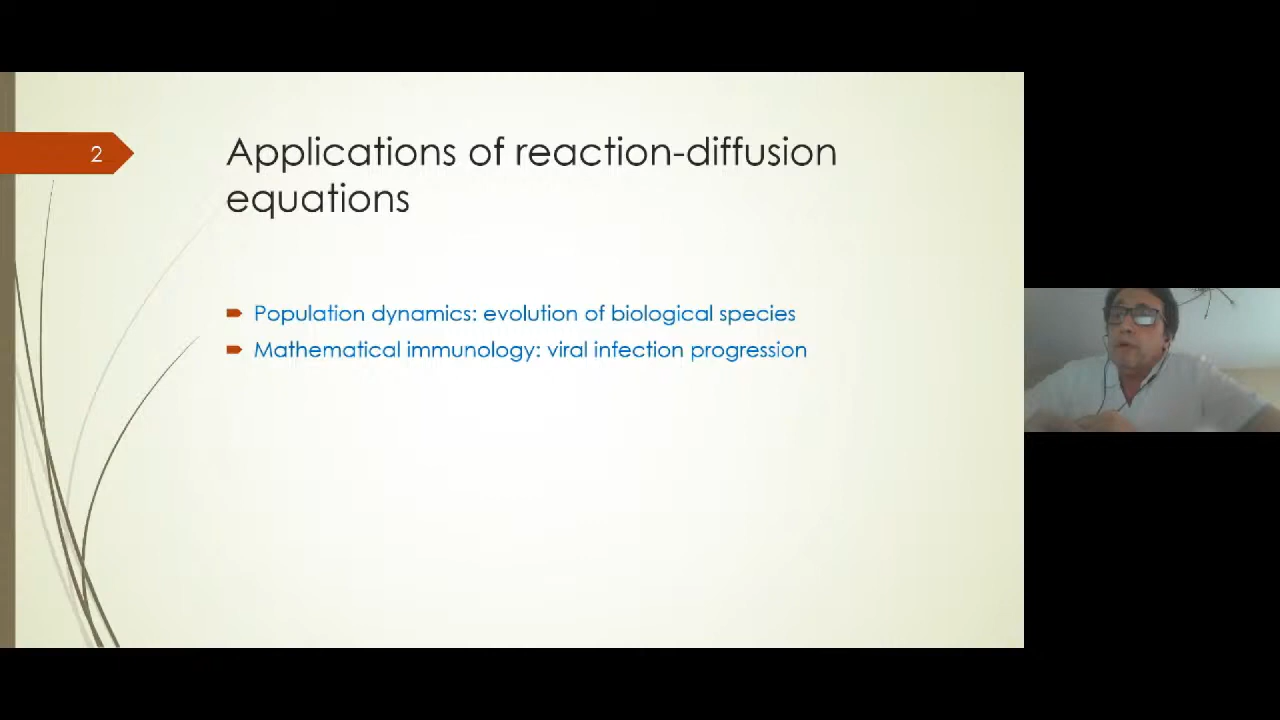 2
Applications of reaction-diffusion
equations
Population dynamics: evolution of biological species
Mathematical immunology: viral infection progression